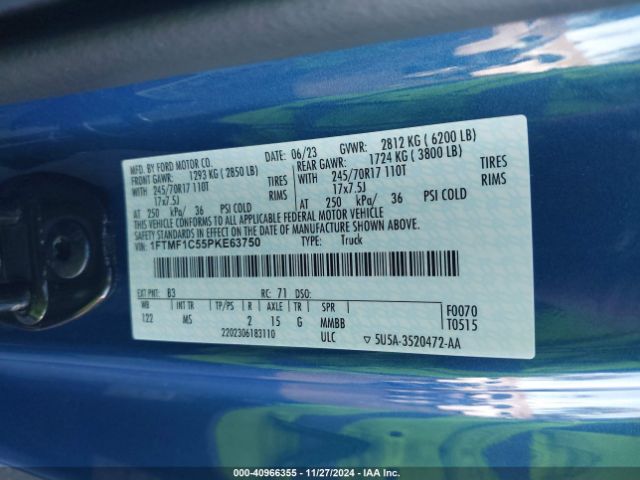 MFD. BY FORD MOTOR CO. DATE: 06/23 GVWR: 2812 KG ( 6200 LB)
FRONT GAWR: 1293 KG ( 2850 LB) REAR GAWR: 1724 KG ( 3800 LB)
WITH 245/70R17 110T TIRES WITH 245/70R17 110T TIRES
17x7.5J RIMS 17x7.5J RIMS
AT 250 kPa/ 36 PSI COLD AT 250 kPa/ 36 PSI COLD
THIS VEHICLE CONFORMS TO ALL APPLICABLE FEDERAL MOTOR VEHICLE
SAFETY STANDARDS IN EFFECT ON THE DATE OF MANUFACTURE SHOWN ABOVE.
VIN: 1FTMF1C55PKE63750 TYPE: Truck
EXT PNT: B3 RC: 71 DSO:
WB TP/PS R AXLE TR SPR F0070
122 MS 2 15 G MMBB T0515
2202306183110 ULC ▽ 5U5A-3520472-AA
000-40966355 | 11/27/2024 - IAA Inc.